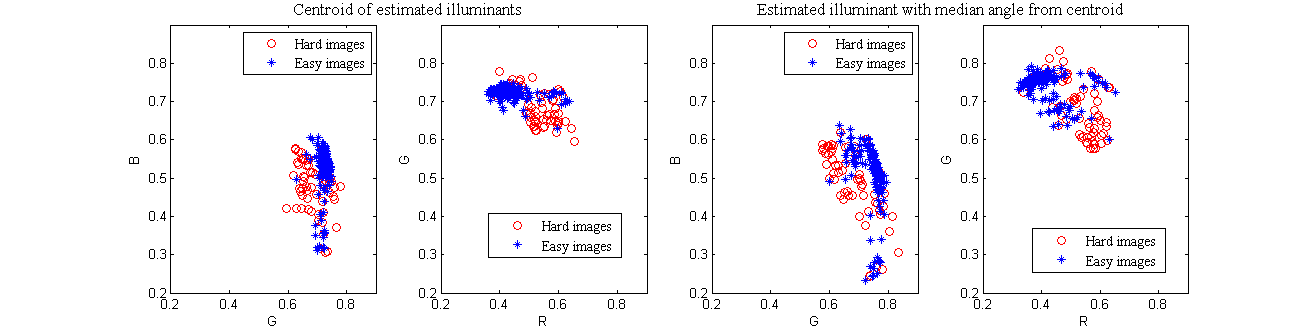 Centroid of estimated illuminants
Estimated illuminant with median angle from centroid
0.8
0.7
0.6
0.5
0.4
0.3
0.2
B
0.2
0.4
0.6
0.8
G
Hard images
Easy images
0.8
0.7
0.6
0.5
0.4
0.3
0.2
G
0.2
0.4
0.6
0.8
R
Hard images
Easy images
0.8
0.7
0.6
0.5
0.4
0.3
0.2
B
0.2
0.4
0.6
0.8
G
Hard images
Easy images
0.8
0.7
0.6
0.5
0.4
0.3
0.2
G
0.2
0.4
0.6
0.8
R
Hard images
Easy images